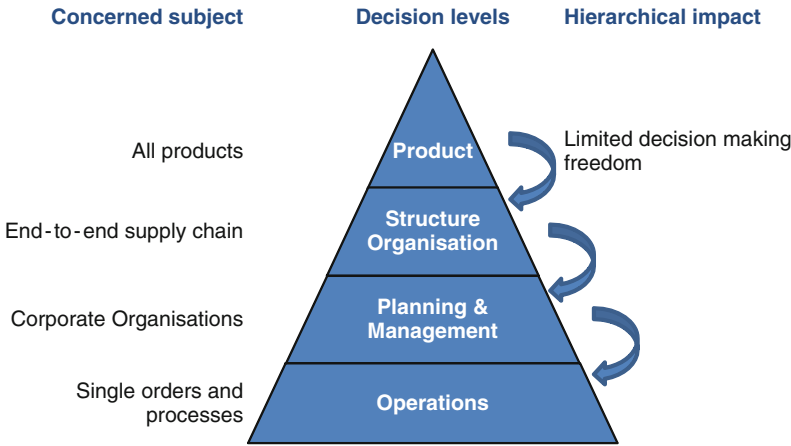 Concerned subject
Decision levels
Hierarchical impact
All products
Product
Limited decision making
freedom
End-to-end supply chain
Structure
Organisation
Corporate Organisations
Planning &
Management
Single orders and
processes
Operations